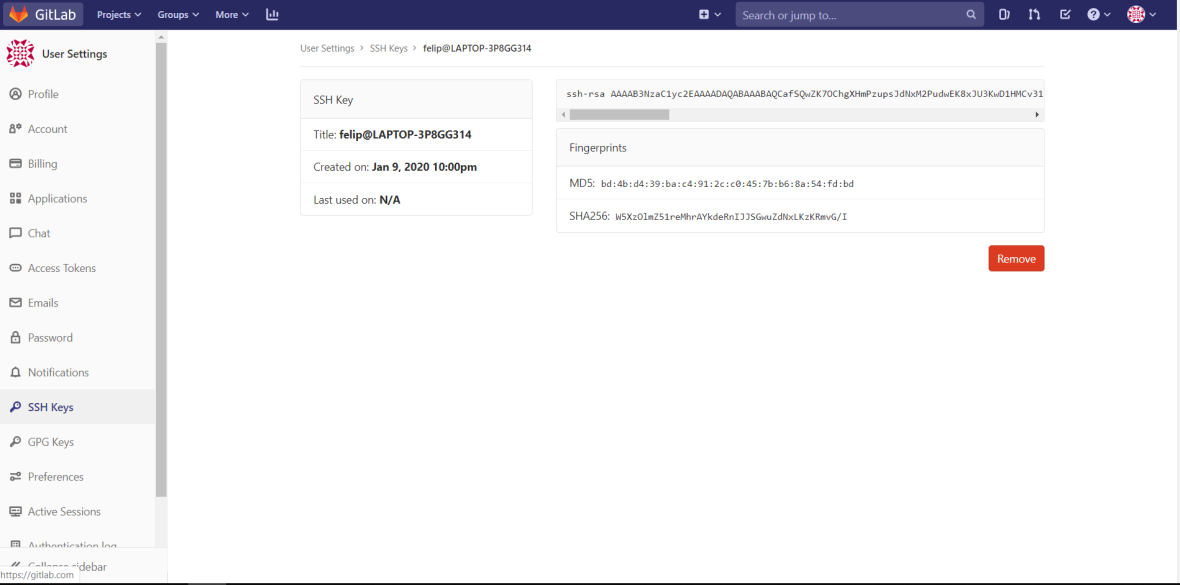 GitLab Projects Groups More Search or jump to...
User Settings
Profile
Account
Billing
Applications
Chat
Access Tokens
Emails
Password
Notifications
SSH Keys
GPG Keys
Preferences
Active Sessions
Authentication log
Collapse sidebar
https://gitlab.com
User Settings > SSH Keys > felip@LAPTOP-3P8GG314
SSH Key
Title: felip@LAPTOP-3P8GG314
Created on: Jan 9, 2020 10:00pm
Last used on: N/A
ssh-rsa AAAAB3NzaC1yc2EAAAADAQABAAABAQCafSQwZK7OChgXHmPzupsJdNxM2PudwEK8xJU3KwD1HMCv31
Fingerprints
MD5: bd:4b:d4:39:ba:c4:91:2c:c0:45:7b:b6:8a:54:fd:bd
SHA256: W5XzOlmZ51reMhrAYkdeRnIJJSGwuZdNxLKzKRmvG/I
Remove